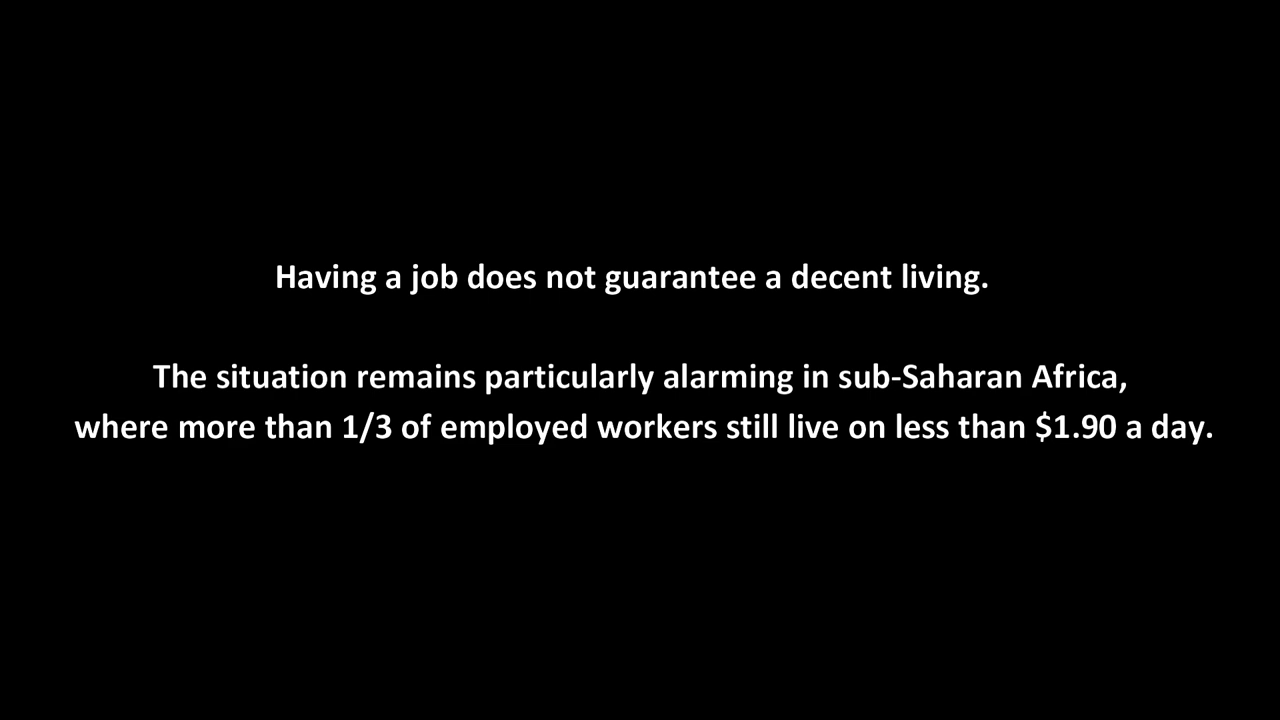 Having a job does not guarantee a decent living.
The situation remains particularly alarming in sub-Saharan Africa,
where more than 1/3 of employed workers still live on less than $1.90 a day.